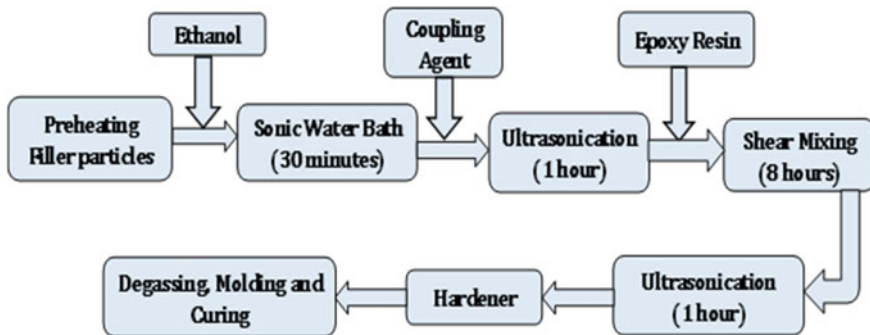 Ethanol
Coupling
Agent
Epoxy Resin
Preheating
Filler particles
Sonic Water Bath
(30 minutes)
Ultrasonication
(1 hour)
Shear Mixing
(8 hours)
Degassing, Molding and
Curing
Hardener
Ultrasonication
(1 hour)